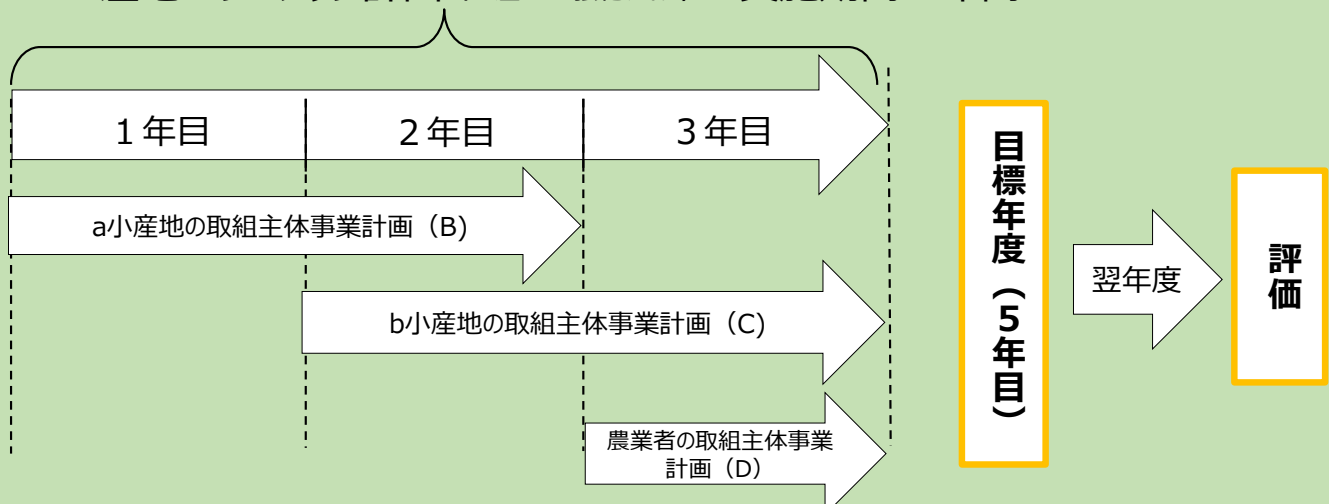 1年目
2年目
3年目
a小産地の取組主体事業計画（B)
b小産地の取組主体事業計画（C)
農業者の取組主体事業
計画（D）
目標年度（５年目）
翌年度
評価